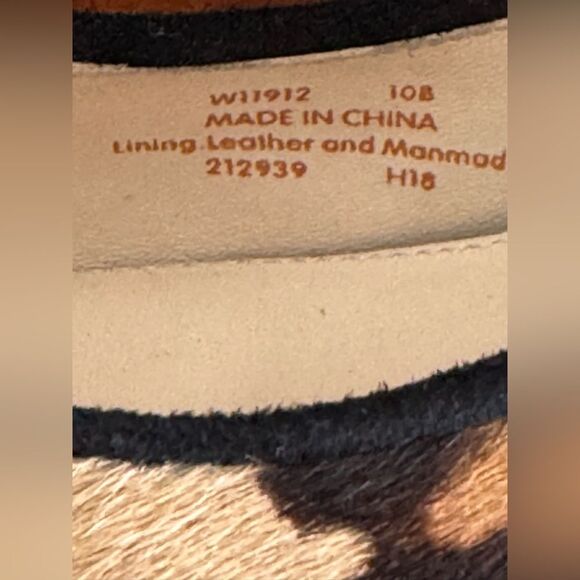 W11912 10B
MADE IN CHINA
Lining Leather and Manmad
212939 H18